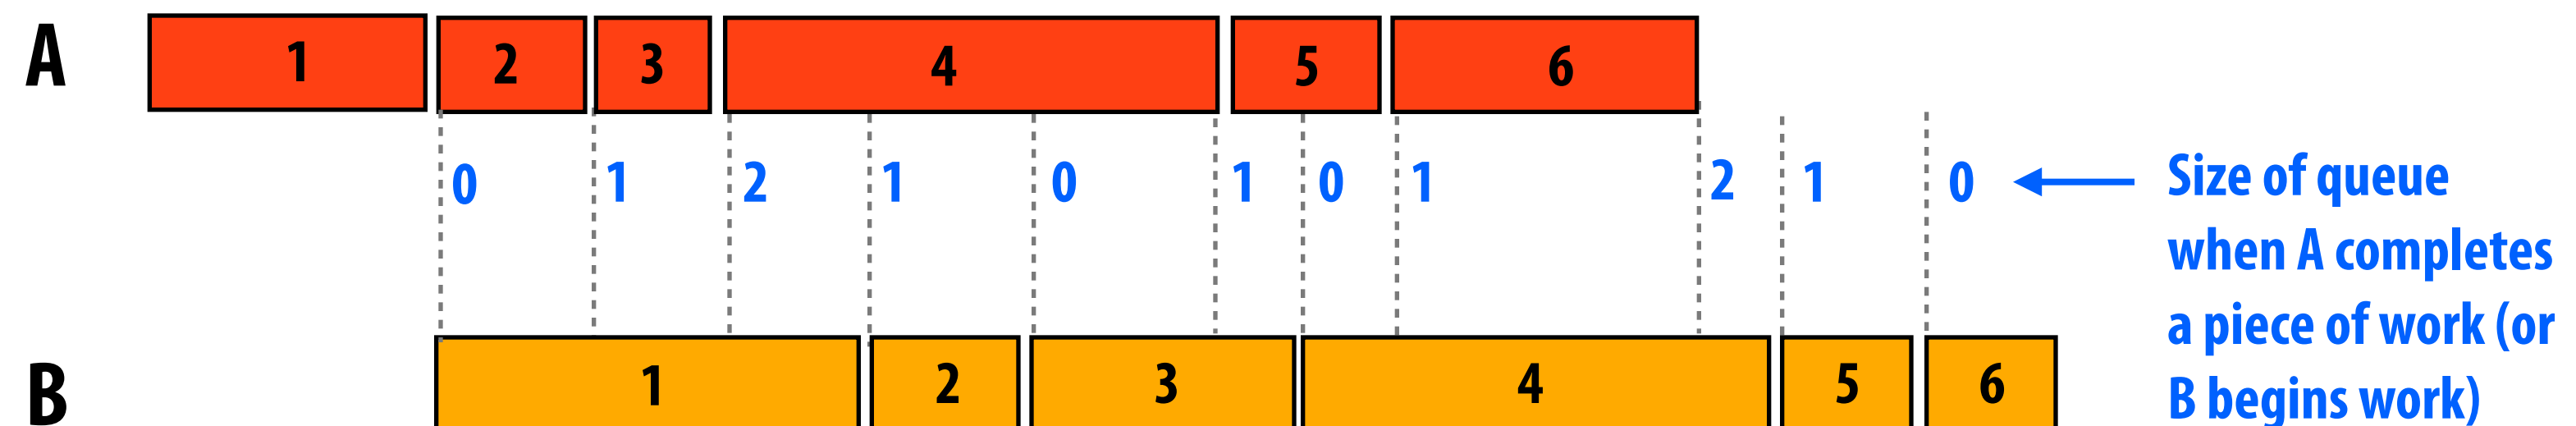 A 1 2 3 4 5 6
0 1 2 1 0 1 0 1 2 1 0
Size of queue
when A completes
a piece of work (or
B begins work)
B 1 2 3 4 5 6